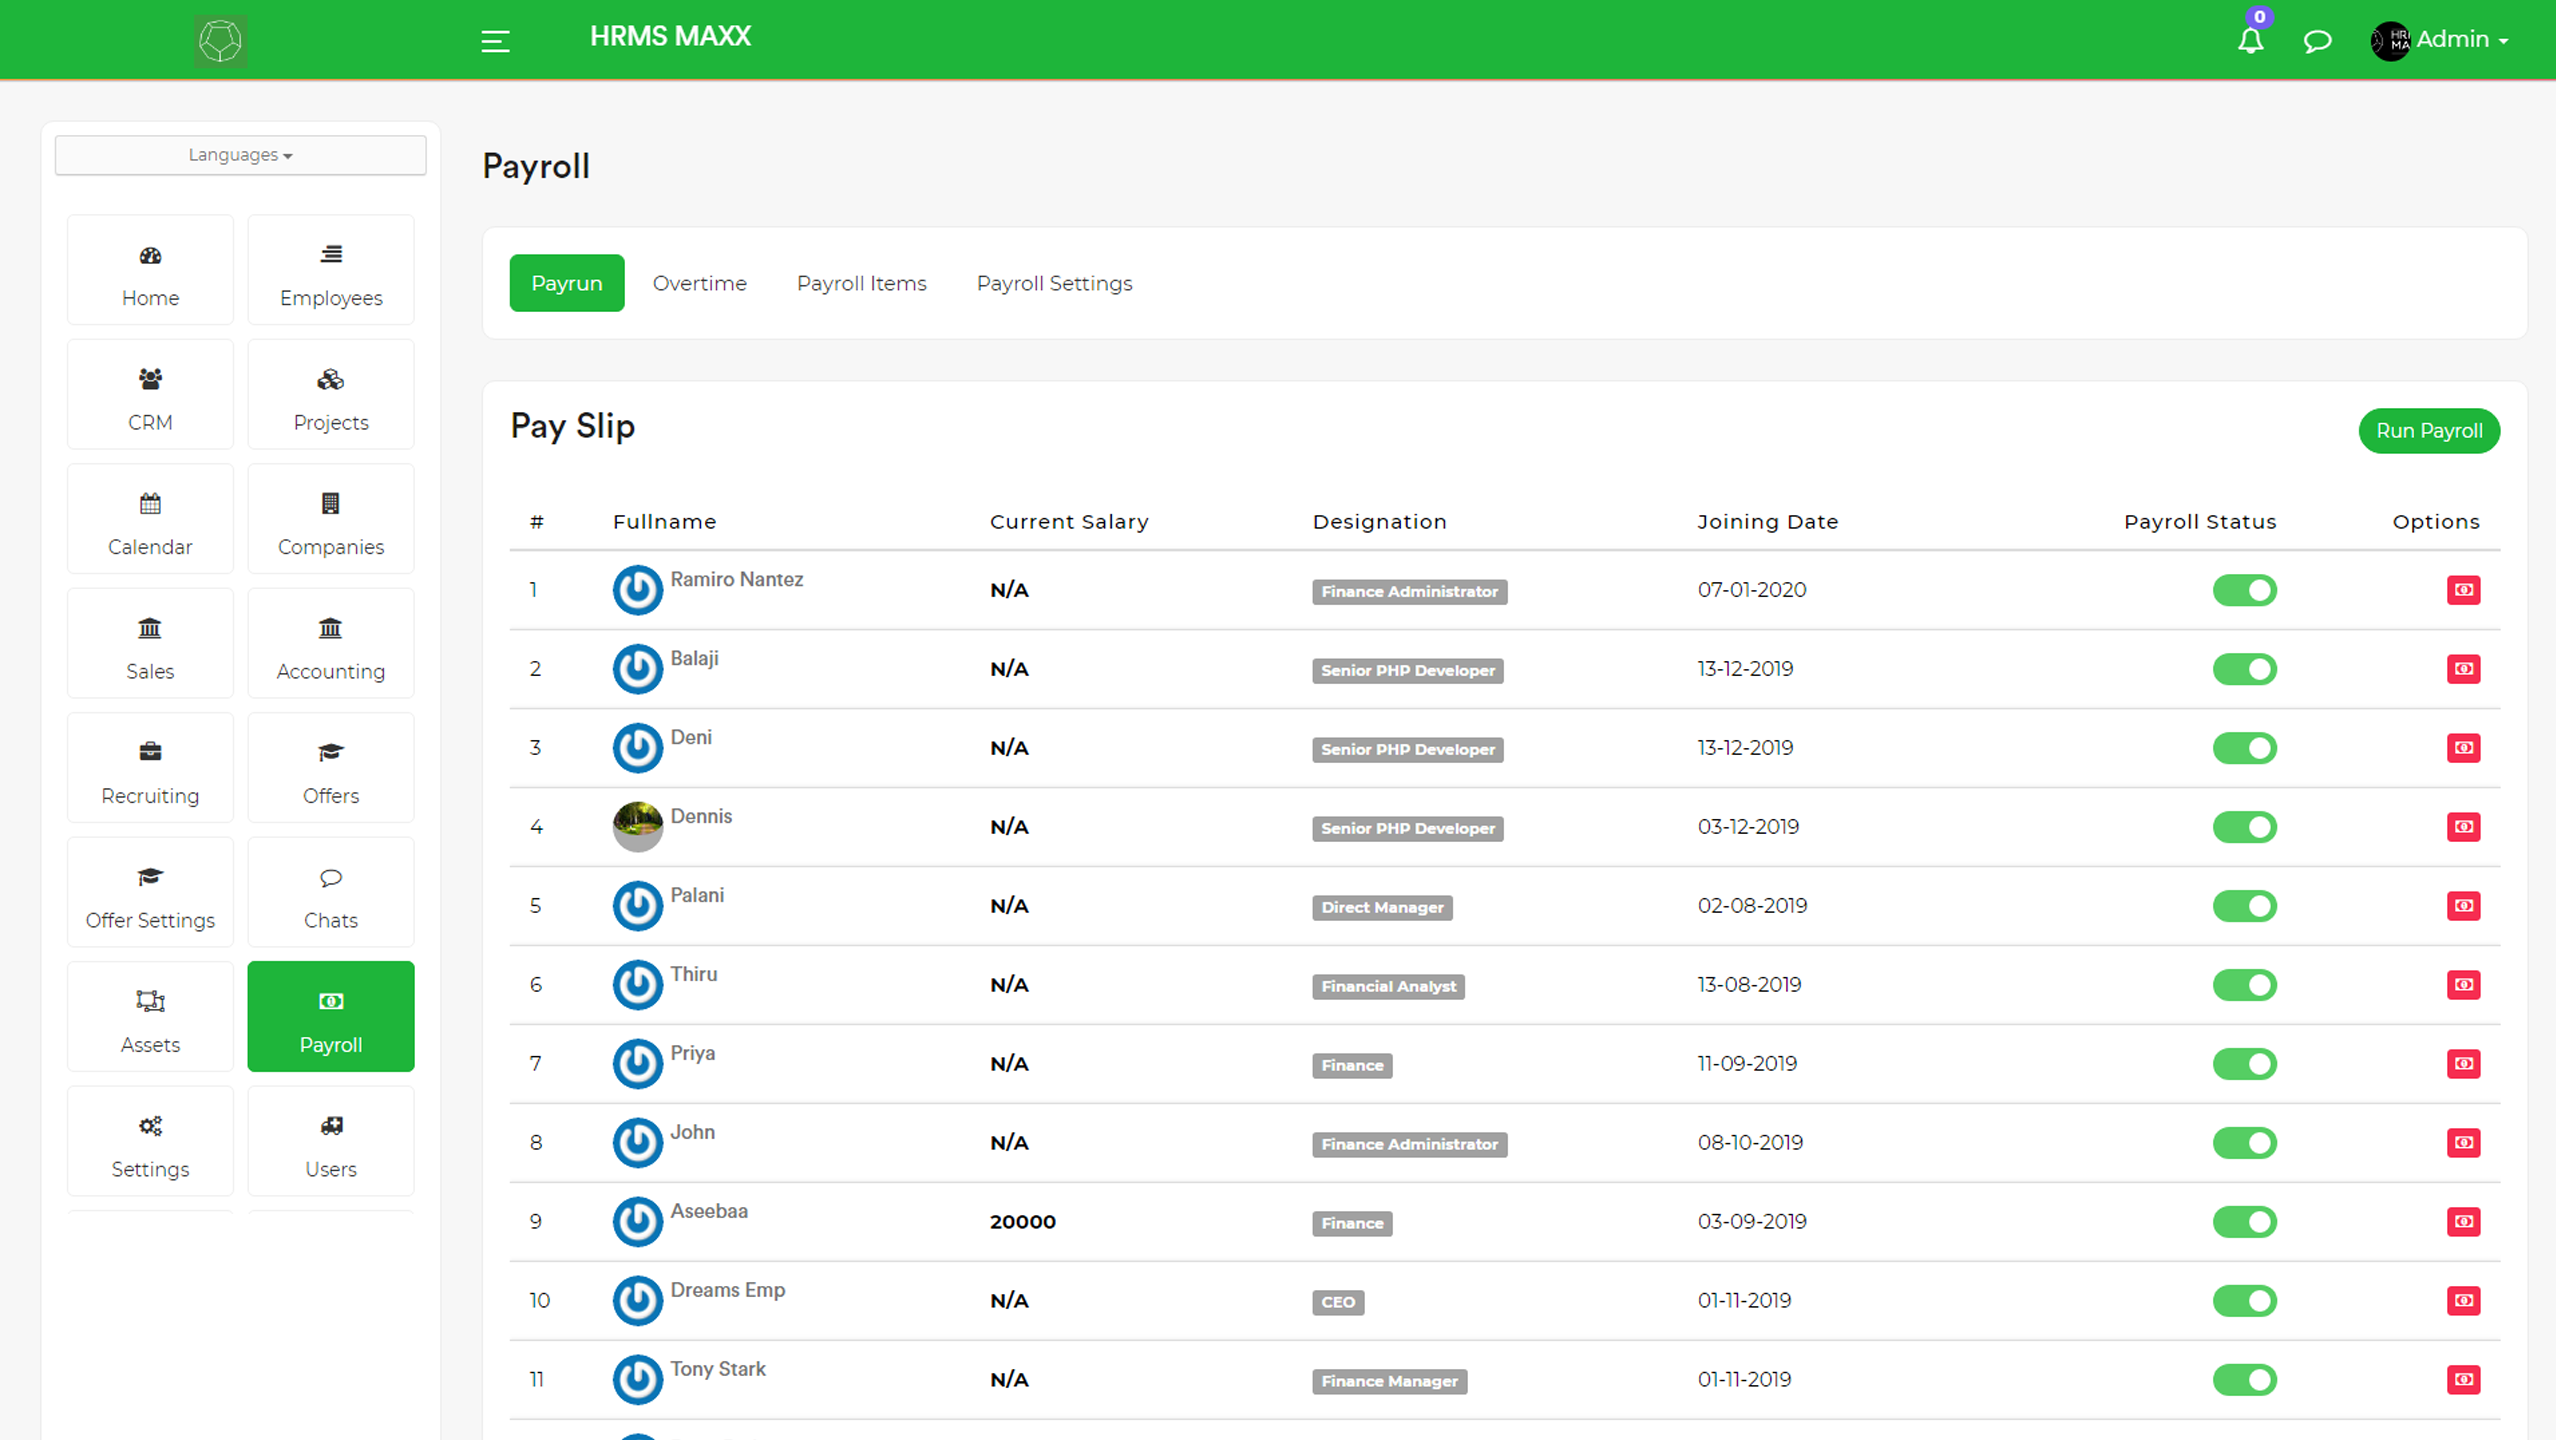 HRMS MAXX
0
HR
MA
Admin
Languages
Home
Employees
CRM
Projects
Calendar
Companies
Sales
Accounting
Recruiting
Offers
Offer Settings
Chats
Assets
Payroll
Settings
Users
Payroll
Payrun Overtime Payroll Items Payroll Settings
Pay Slip
Run Payroll
# Fullname Current Salary Designation Joining Date Payroll Status Options
1 Ramiro Nantez N/A Finance Administrator 07-01-2020
2 Balaji N/A Senior PHP Developer 13-12-2019
3 Deni N/A Senior PHP Developer 13-12-2019
4 Dennis N/A Senior PHP Developer 03-12-2019
5 Palani N/A Direct Manager 02-08-2019
6 Thiru N/A Financial Analyst 13-08-2019
7 Priya N/A Finance 11-09-2019
8 John N/A Finance Administrator 08-10-2019
9 Aseebaa 20000 Finance 03-09-2019
10 Dreams Emp N/A CEO 01-11-2019
11 Tony Stark N/A Finance Manager 01-11-2019